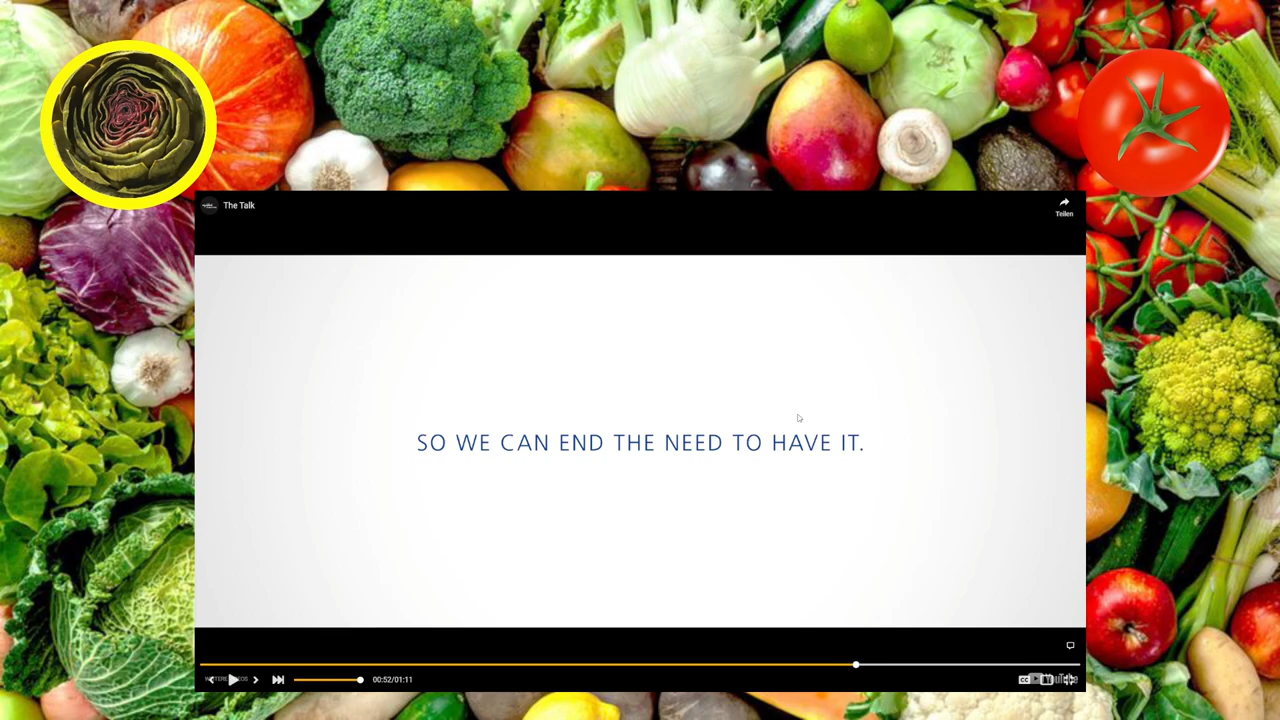 The Talk
Teilen
SO WE CAN END THE NEED TO HAVE IT.
00:52/01:11